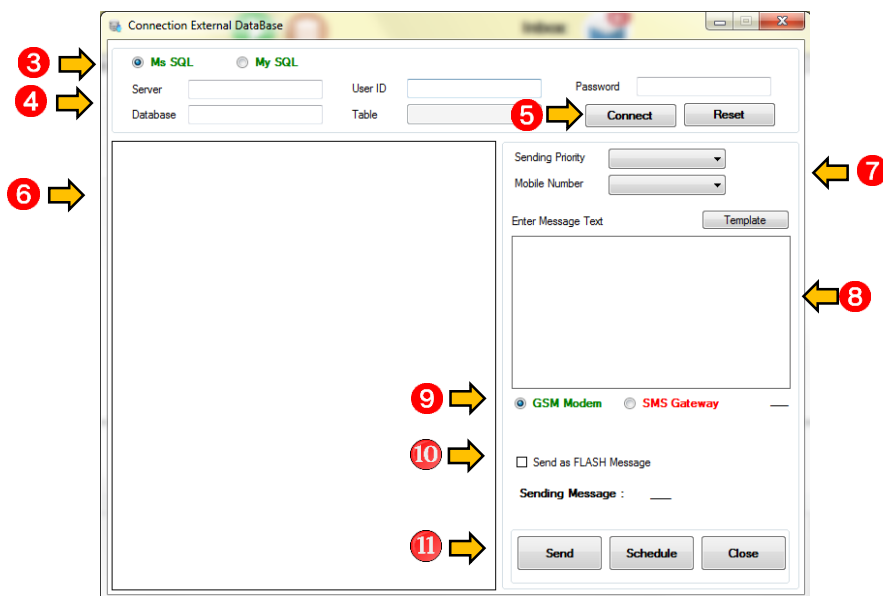 Connection External DataBase
Inbox
3
Ms SQL
My SQL
4
Server
User ID
Password
Database
Table
5
Connect
Reset
6
Sending Priority
7
Mobile Number
Enter Message Text
Template
8
9
GSM Modem
SMS Gateway
10
Send as FLASH Message
Sending Message :
11
Send
Schedule
Close